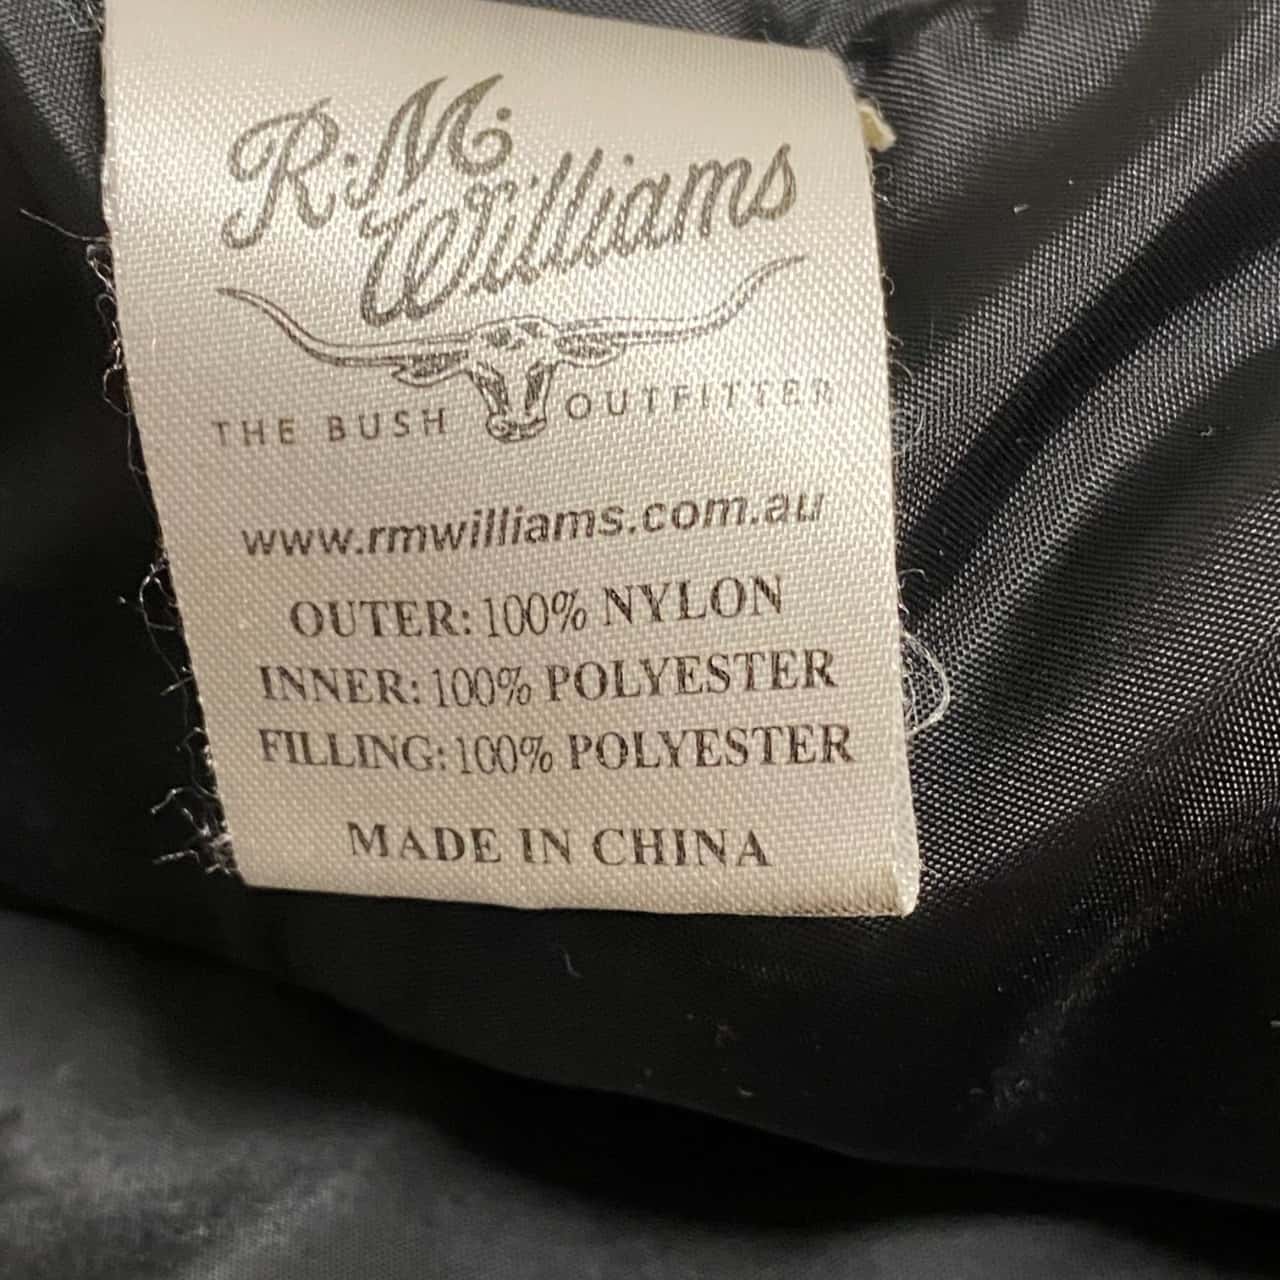 R.M.
Williams
THE BUSH OUTFITTER
www.rmwilliams.com.au
OUTER: 100% NYLON
INNER: 100% POLYESTER
FILLING: 100% POLYESTER
MADE IN CHINA